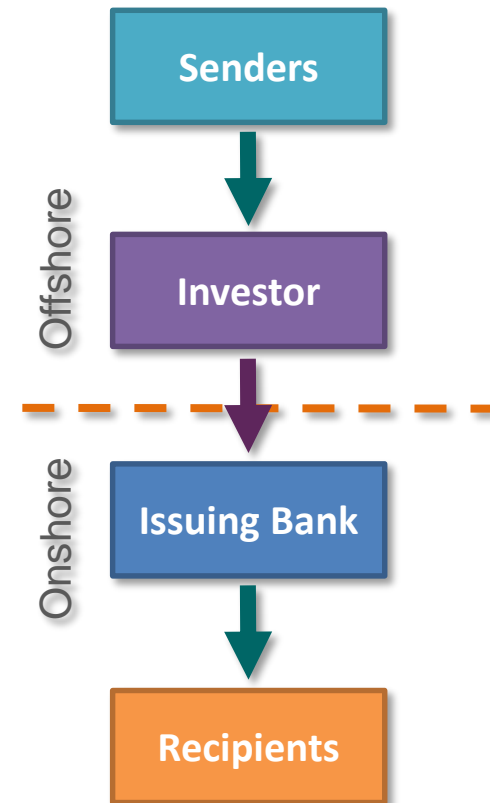 Senders
Offshore
Investor
Onshore
Issuing Bank
Recipients